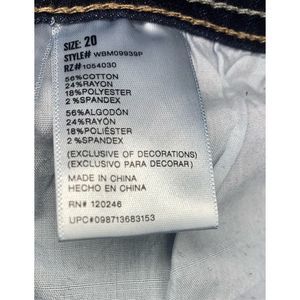 SIZE: 20
STYLE# WBM09939P
RZ# 1054030
56%COTTON
24%RAYON
18%POLYESTER
2%SPANDEX
56%ALGODÓN
24%RAYÓN
18%POLIÉSTER
2%SPANDEX
(EXCLUSIVE OF DECORATIONS)
(EXCLUSIVO PARA DECORAR)
MADE IN CHINA
HECHO EN CHINA
RN# 120246
UPC#098713683153